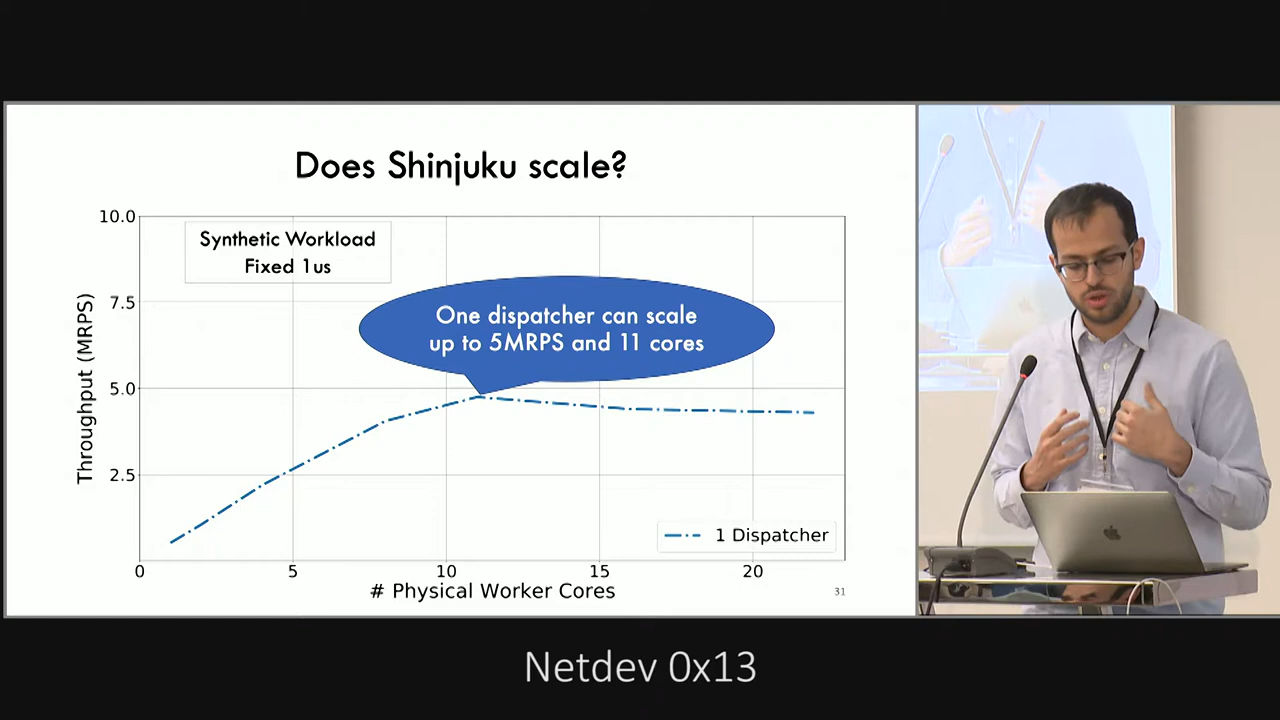 Does Shinjuku scale?
10.0
7.5
5.0
2.5
Throughput (MRPS)
Synthetic Workload
Fixed 1us
One dispatcher can scale
up to 5MRPS and 11 cores
1 Dispatcher
0
5
10
15
20
# Physical Worker Cores
31
Netdev 0x13